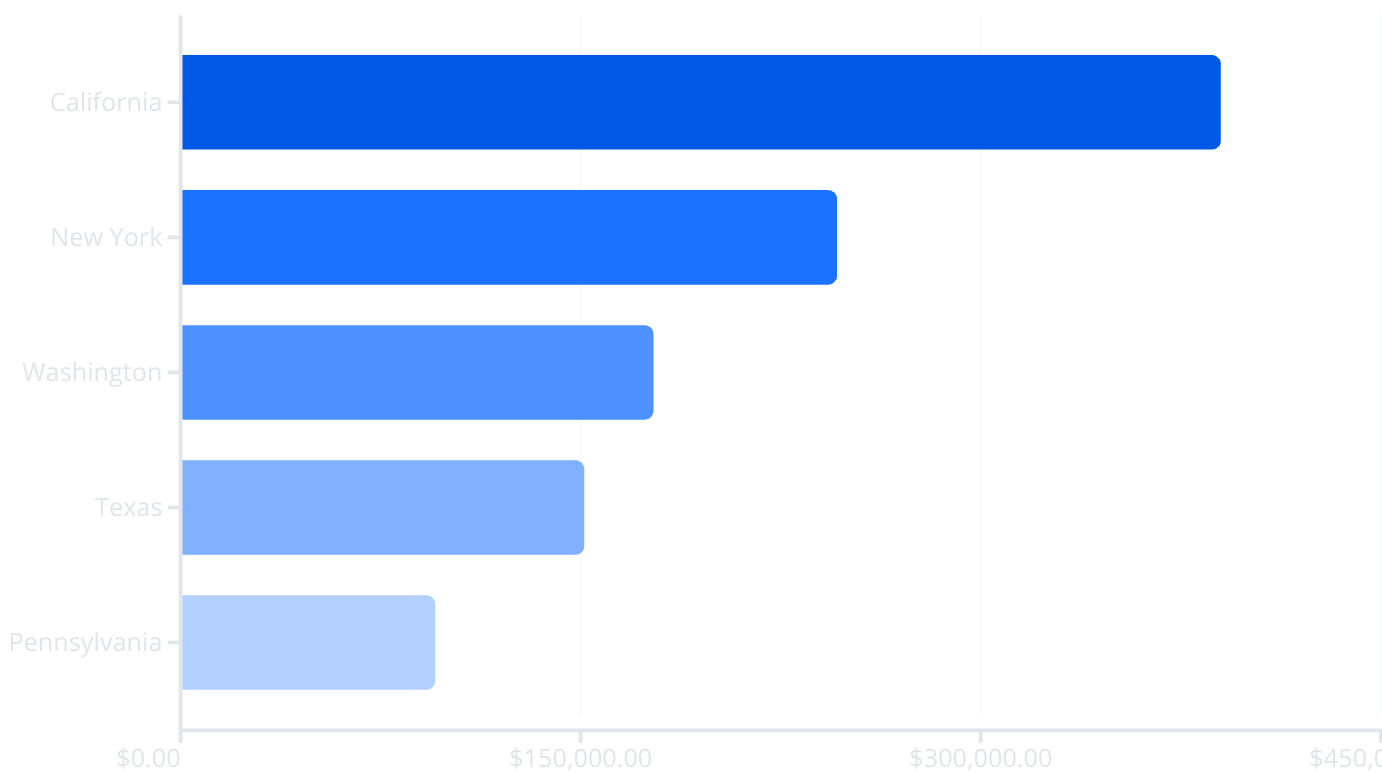 California
New York
Washington
Texas
Pennsylvania
$0.00 $150,000.00 $300,000.00 $450,0